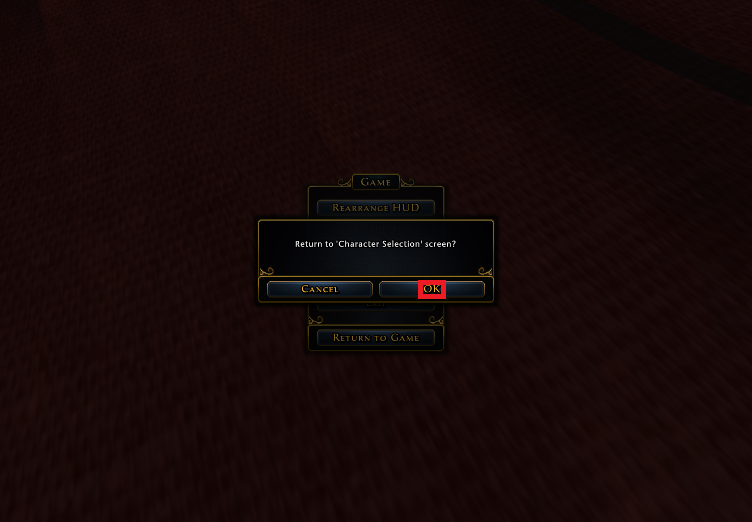 Game
Rearrange HUD
Return to 'Character Selection' screen?
Cancel
OK
Return to Game